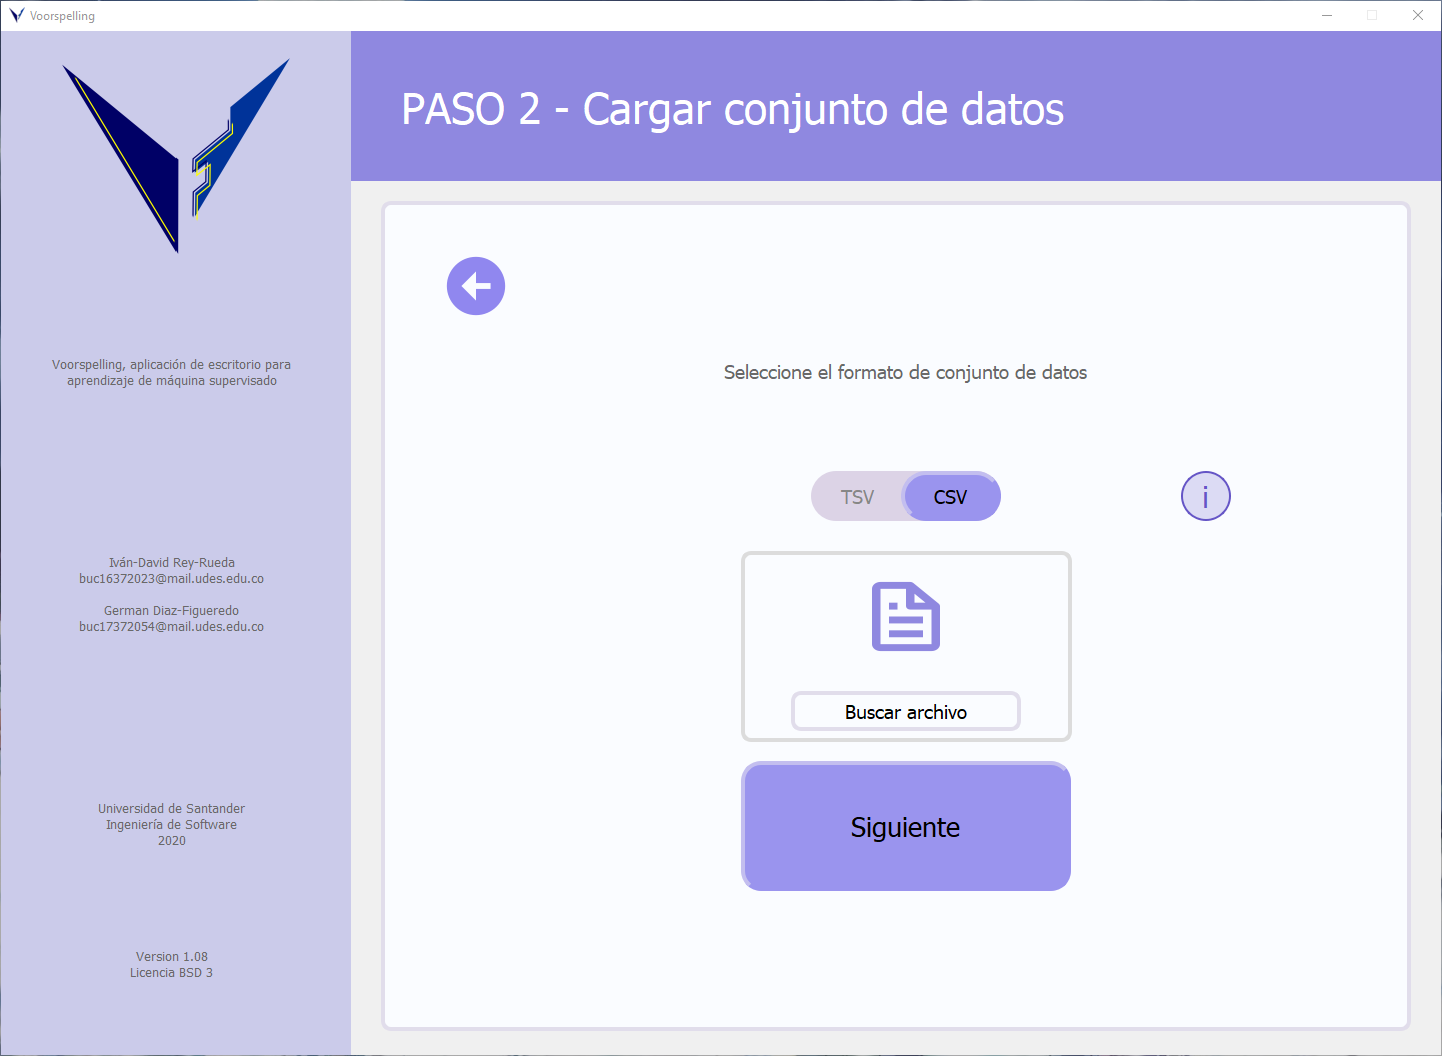 Voorspelling
PASO 2 - Cargar conjunto de datos
Voorspelling, aplicación de escritorio para
aprendizaje de máquina supervisado
Iván-David Rey-Rueda
buc16372023@mail.udes.edu.co
German Diaz-Figueredo
buc17372054@mail.udes.edu.co
Universidad de Santander
Ingeniería de Software
2020
Version 1.08
Licencia BSD 3
Seleccione el formato de conjunto de datos
TSV CSV
i
Buscar archivo
Siguiente